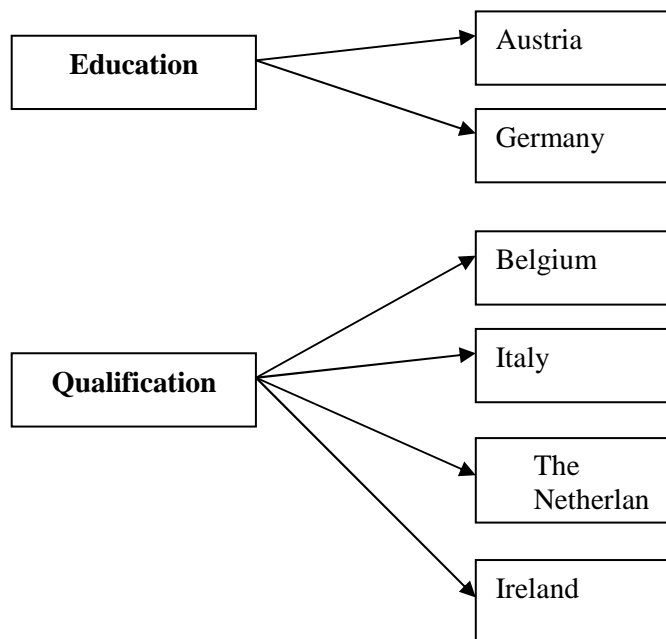 Education
Austria
Germany
Belgium
Qualification
Italy
The
Netherlan
Ireland